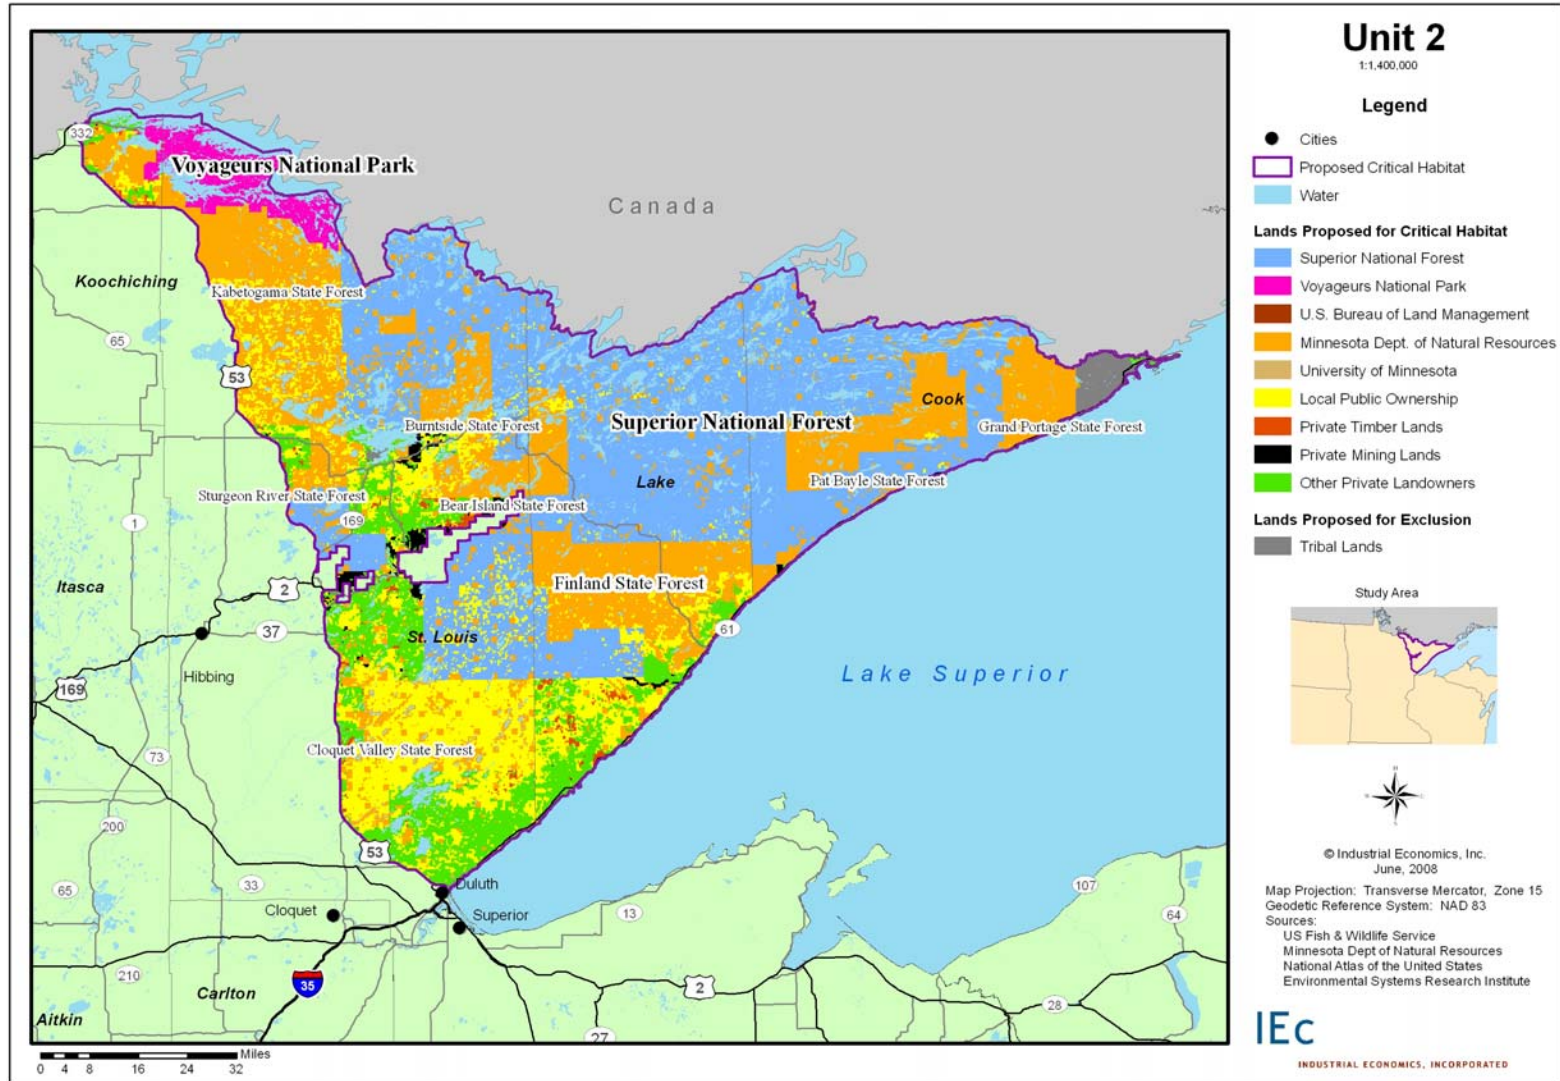 Unit 2
1:1,400,000
Legend
Cities
Proposed Critical Habitat
Water
Lands Proposed for Critical Habitat
Superior National Forest
Voyageurs National Park
U.S. Bureau of Land Management
Minnesota Dept. of Natural Resources
University of Minnesota
Local Public Ownership
Private Timber Lands
Private Mining Lands
Other Private Landowners
Lands Proposed for Exclusion
Tribal Lands
Study Area
© Industrial Economics, Inc.
June, 2008
Map Projection: Transverse Mercator, Zone 15
Geodetic Reference System: NAD 83
Sources:
US Fish & Wildlife Service
Minnesota Dept of Natural Resources
National Atlas of the United States
Environmental Systems Research Institute
IEc
INDUSTRIAL ECONOMICS, INCORPORATED
332
Voyageurs National Park
Canada
Koochiching
Kabetogama State Forest
65
53
Cook
Burntside State Forest
Superior National Forest
Grand Portage State Forest
Lake
Pat Bayle State Forest
Sturgeon River State Forest
Bear Island State Forest
1
169
Itasca
2
Finland State Forest
37
St. Louis
61
Hibbing
Lake Superior
169
Cloquet Valley State Forest
73
200
53
65
33
Duluth
107
Cloquet
Superior
13
64
210
35
2
Carlton
28
Aitkin
27
Miles
0 4 8 16 24 32